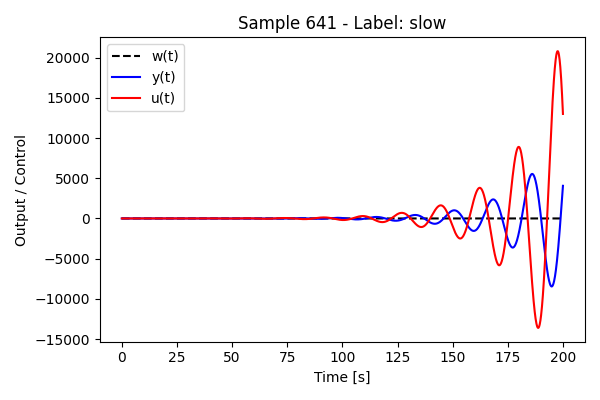 Sample 641 - Label: slow
w(t)
y(t)
u(t)
Output / Control
20000
15000
10000
5000
0
−5000
−10000
−15000
0 25 50 75 100 125 150 175 200
Time [s]